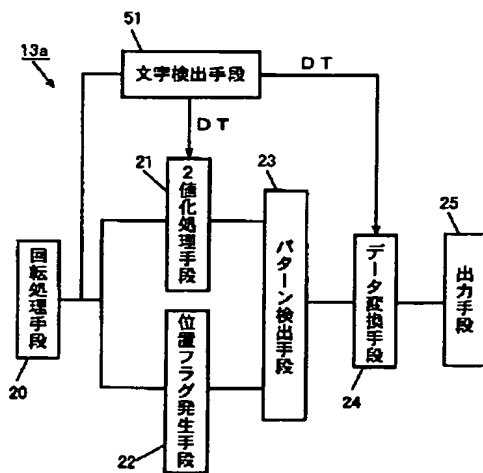 51
13a
文字検出手段
DT
DT
21
2値化処理手段
23
パターン検出手段
25
出力手段
データ変換手段
24
回転処理手段
20
位置フラグ発生手段
22